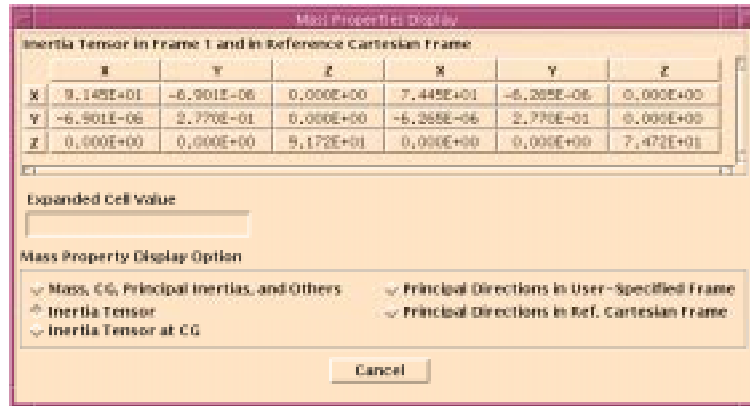 Mass Properties Display
Inertia Tensor in Frame 1 and in Reference Cartesian Frame
X Y Z X Y Z
X 9.145E+01 -6.901E-06 0.000E+00 7.445E+01 -6.265E-06 0.000E+00
Y -6.901E-06 2.770E-01 0.000E+00 -6.265E-06 2.770E-01 0.000E+00
Z 0.000E+00 0.000E+00 9.172E+01 0.000E+00 0.000E+00 7.472E+01
Expanded Cell Value
Mass Property Display Option
Mass, CG, Principal Inertias, and Others Principal Directions in User-Specified Frame
Inertia Tensor Principal Directions in Ref. Cartesian Frame
Inertia Tensor at CG
Cancel